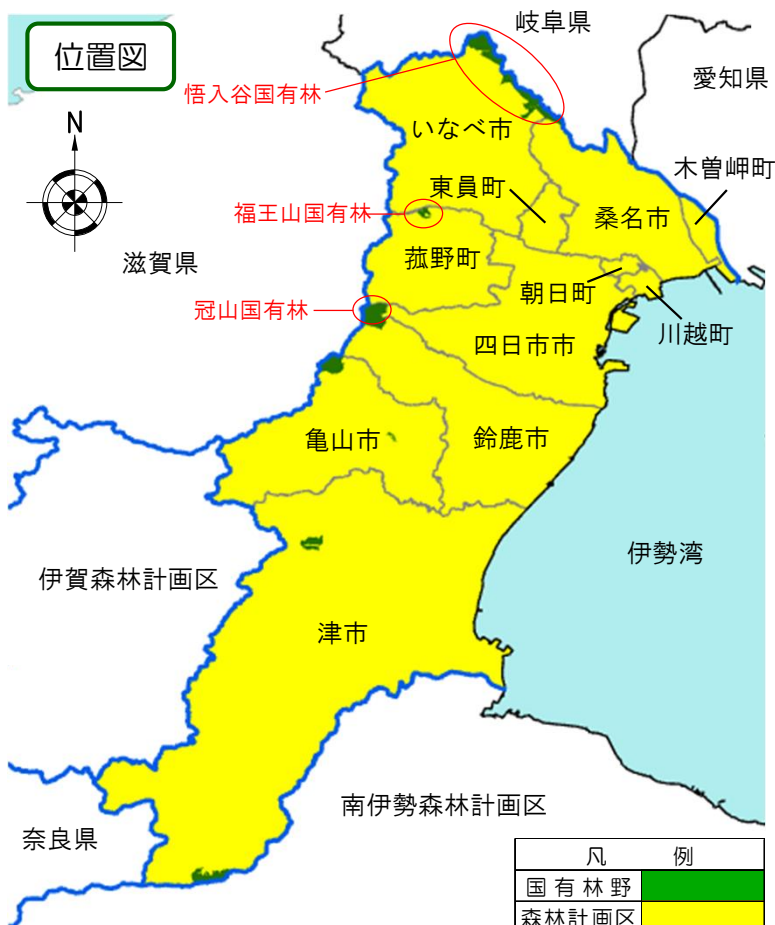 岐阜県
位置図
愛知県
悟入谷国有林
N
いなべ市
木曽岬町
東員町
福王山国有林
桑名市
滋賀県
菰野町
朝日町
冠山国有林
川越町
四日市市
亀山市
鈴鹿市
伊勢湾
伊賀森林計画区
津市
南伊勢森林計画区
奈良県
凡 例
国有林野
森林計画区